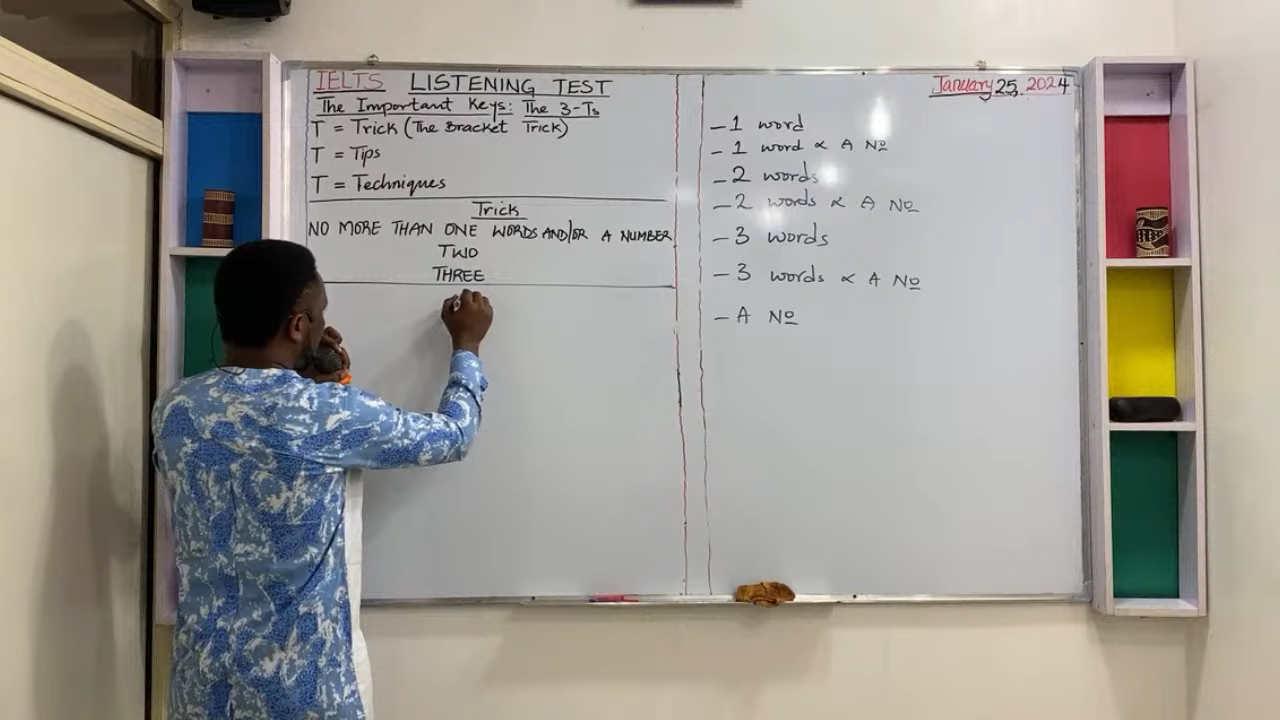 IELTS LISTENING TEST
The Important Keys: The 3-Ts
T = Trick (The Bracket Trick)
T = Tips
T = Techniques
Trick
NO MORE THAN ONE WORDS AND/OR A NUMBER
TWO
THREE
January 25, 2024
- 1 word
- 1 word ∝ A No
- 2 words
- 2 words ∝ A No
- 3 words
- 3 words ∝ A No
- A No